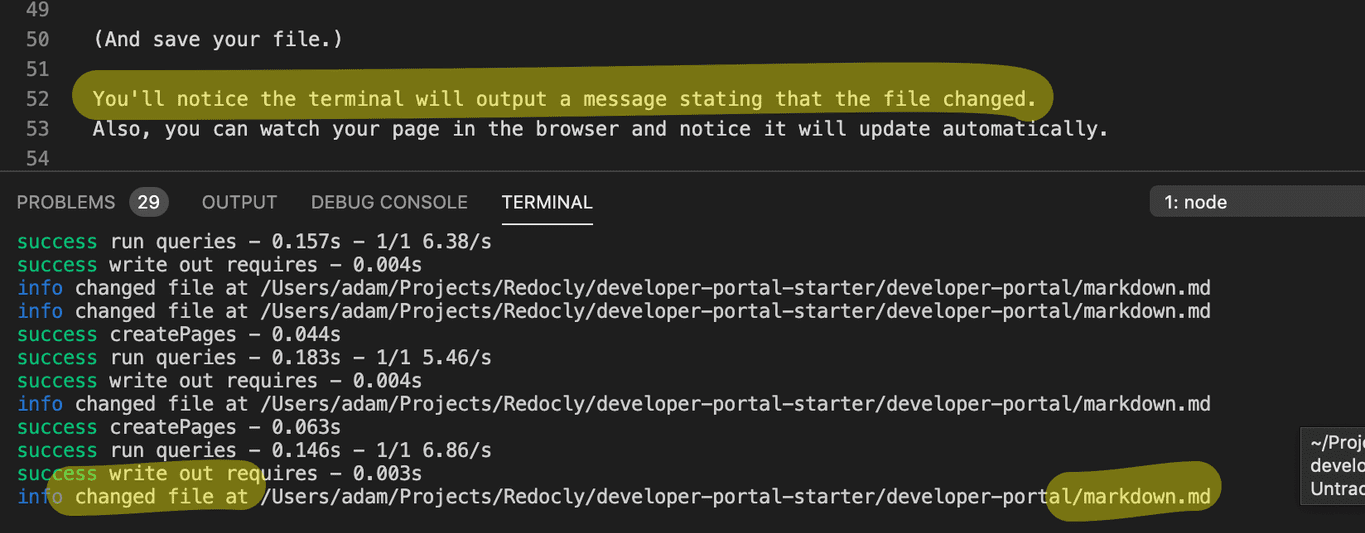 49
50 (And save your file.)
51
52 You'll notice the terminal will output a message stating that the file changed.
53 Also, you can watch your page in the browser and notice it will update automatically.
54
PROBLEMS 29 OUTPUT DEBUG CONSOLE TERMINAL 1: node
success run queries - 0.157s - 1/1 6.38/s
success write out requires - 0.004s
info changed file at /Users/adam/Projects/Redocly/developer-portal-starter/developer-portal/markdown.md
info changed file at /Users/adam/Projects/Redocly/developer-portal-starter/developer-portal/markdown.md
success createPages - 0.044s
success run queries - 0.183s - 1/1 5.46/s
success write out requires - 0.004s
info changed file at /Users/adam/Projects/Redocly/developer-portal-starter/developer-portal/markdown.md
success createPages - 0.063s
success run queries - 0.146s - 1/1 6.86/s
success write out requires - 0.003s
info changed file at /Users/adam/Projects/Redocly/developer-portal-starter/developer-portal/markdown.md
~/Proj
develo
Untrac